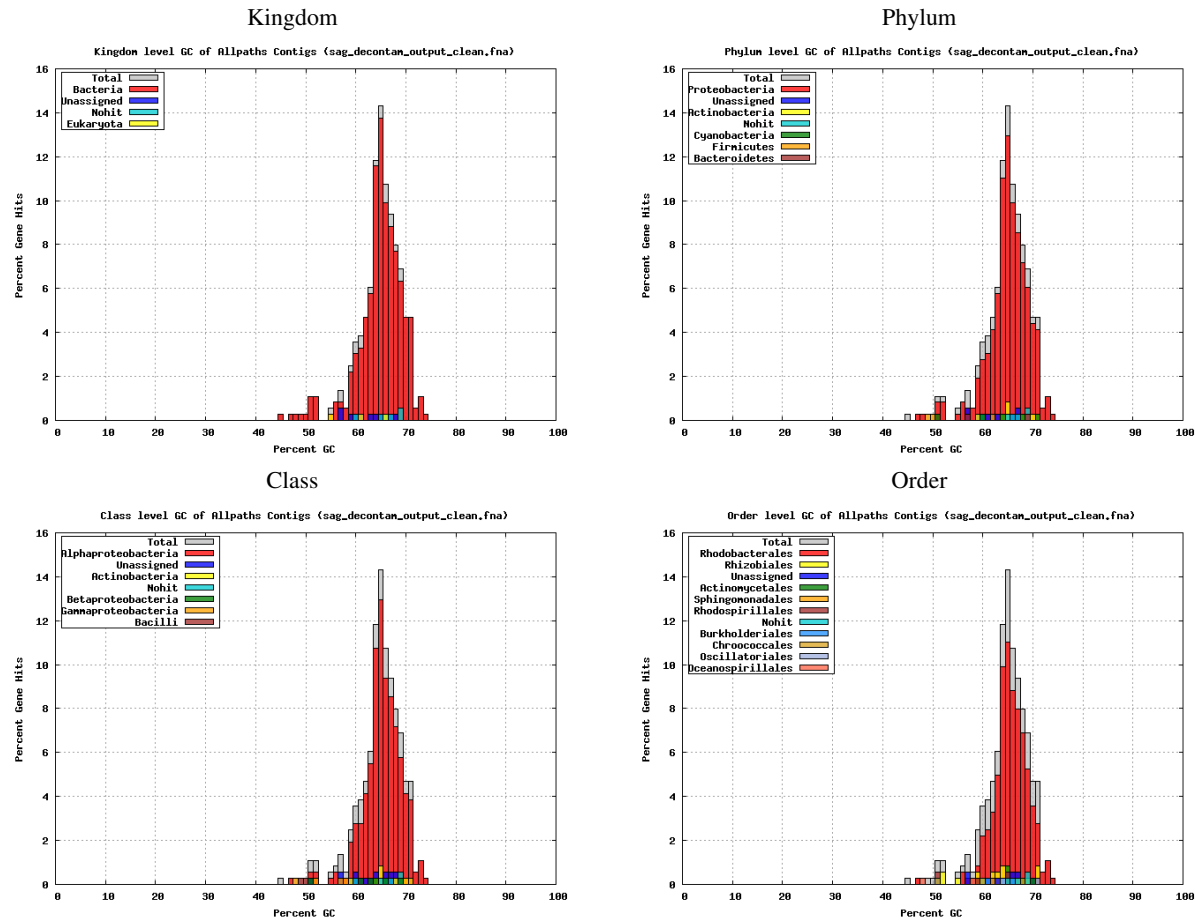 Kingdom
Kingdom level GC of Allpaths Contigs (sag_decontam_output_clean.fna)
Percent Gene Hits
16
14
12
10
8
6
4
2
0
Total
Bacteria
Unassigned
Nohit
Eukaryota
0 10 20 30 40 50 60 70 80 90 100
Percent GC
Phylum
Phylum level GC of Allpaths Contigs (sag_decontam_output_clean.fna)
Percent Gene Hits
16
14
12
10
8
6
4
2
0
Total
Proteobacteria
Unassigned
Actinobacteria
Nohit
Cyanobacteria
Firmicutes
Bacteroidetes
0 10 20 30 40 50 60 70 80 90 100
Percent GC
Class
Class level GC of Allpaths Contigs (sag_decontam_output_clean.fna)
Percent Gene Hits
16
14
12
10
8
6
4
2
0
Total
Alphaproteobacteria
Unassigned
Actinobacteria
Nohit
Betaproteobacteria
Gammaproteobacteria
Bacilli
0 10 20 30 40 50 60 70 80 90 100
Percent GC
Order
Order level GC of Allpaths Contigs (sag_decontam_output_clean.fna)
Percent Gene Hits
16
14
12
10
8
6
4
2
0
Total
Rhodobacterales
Rhizobiales
Unassigned
Actinomycetales
Sphingomonadales
Rhodospirillales
Nohit
Burkholderiales
Chroococcales
Oscillatoriales
Oceanospirillales
0 10 20 30 40 50 60 70 80 90 100
Percent GC